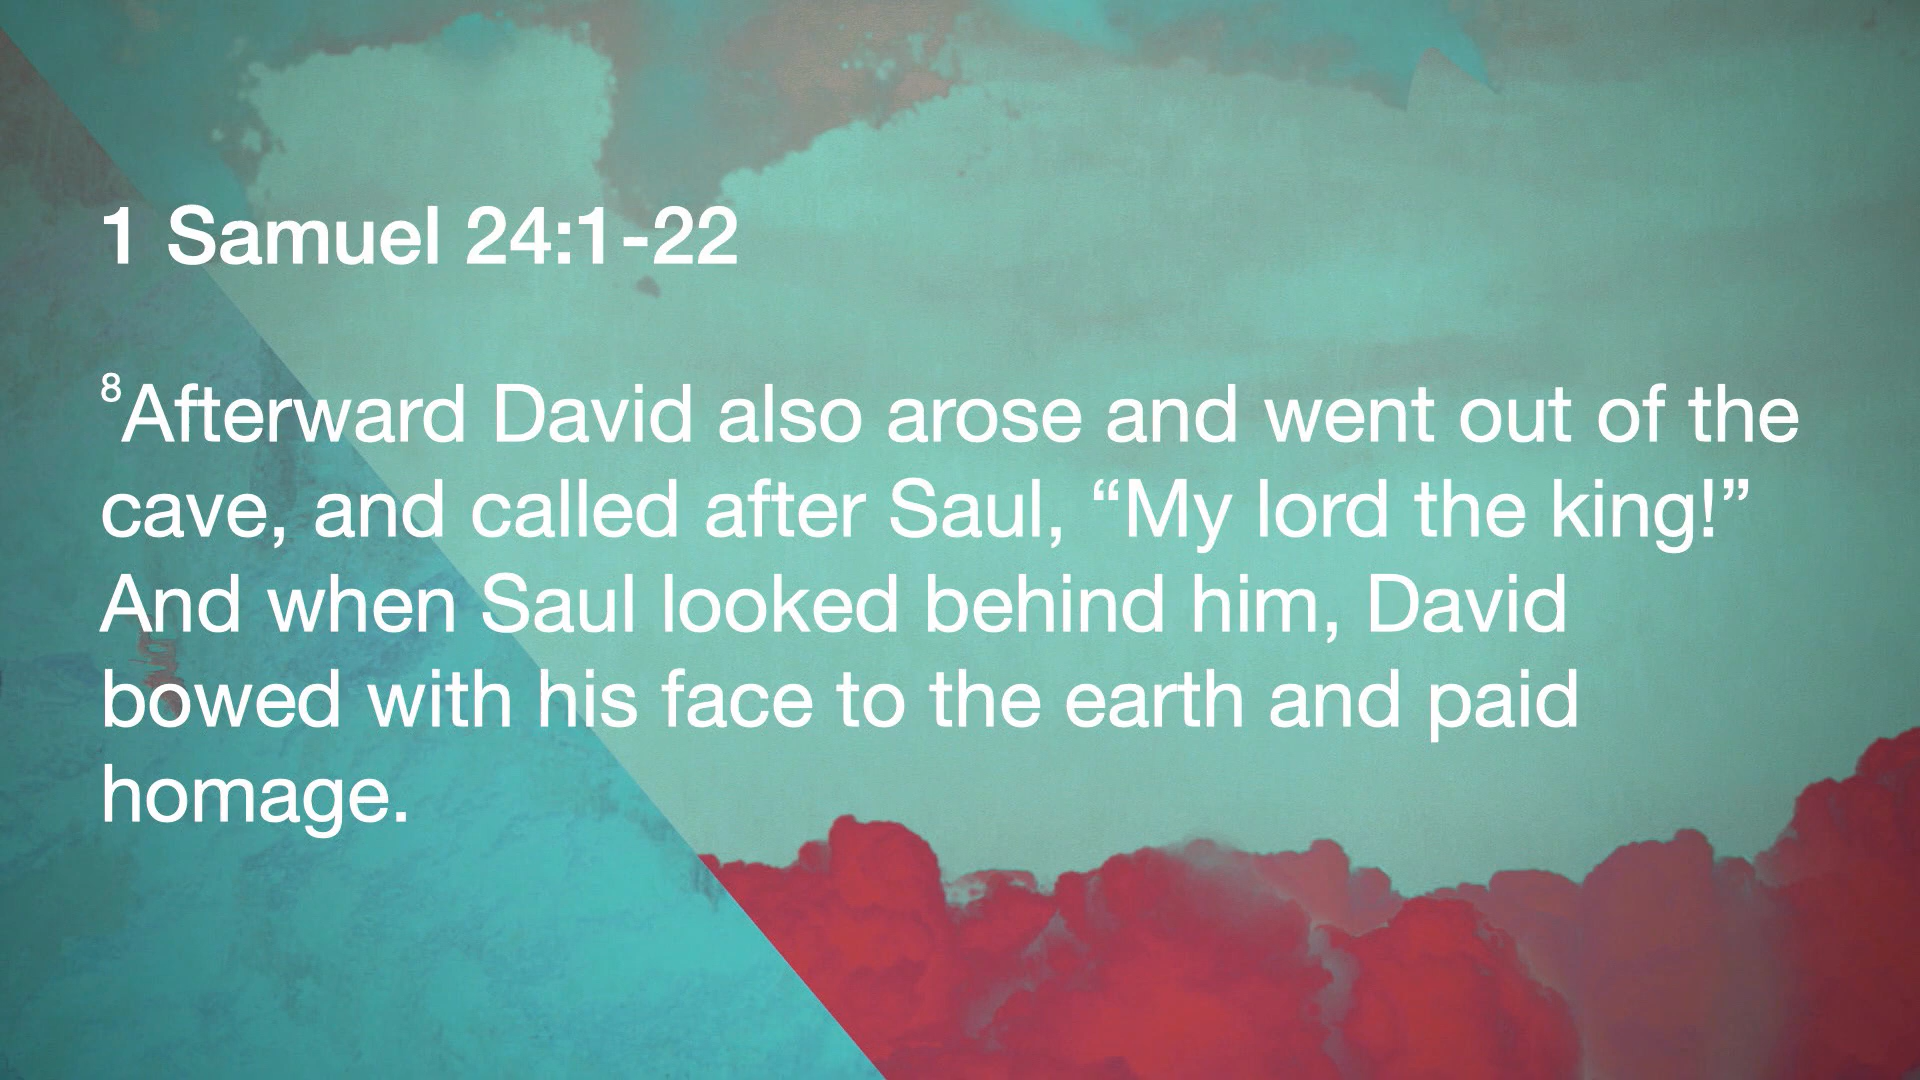 1 Samuel 24:1-22
⁸Afterward David also arose and went out of the
cave, and called after Saul, “My lord the king!”
And when Saul looked behind him, David
bowed with his face to the earth and paid
homage.